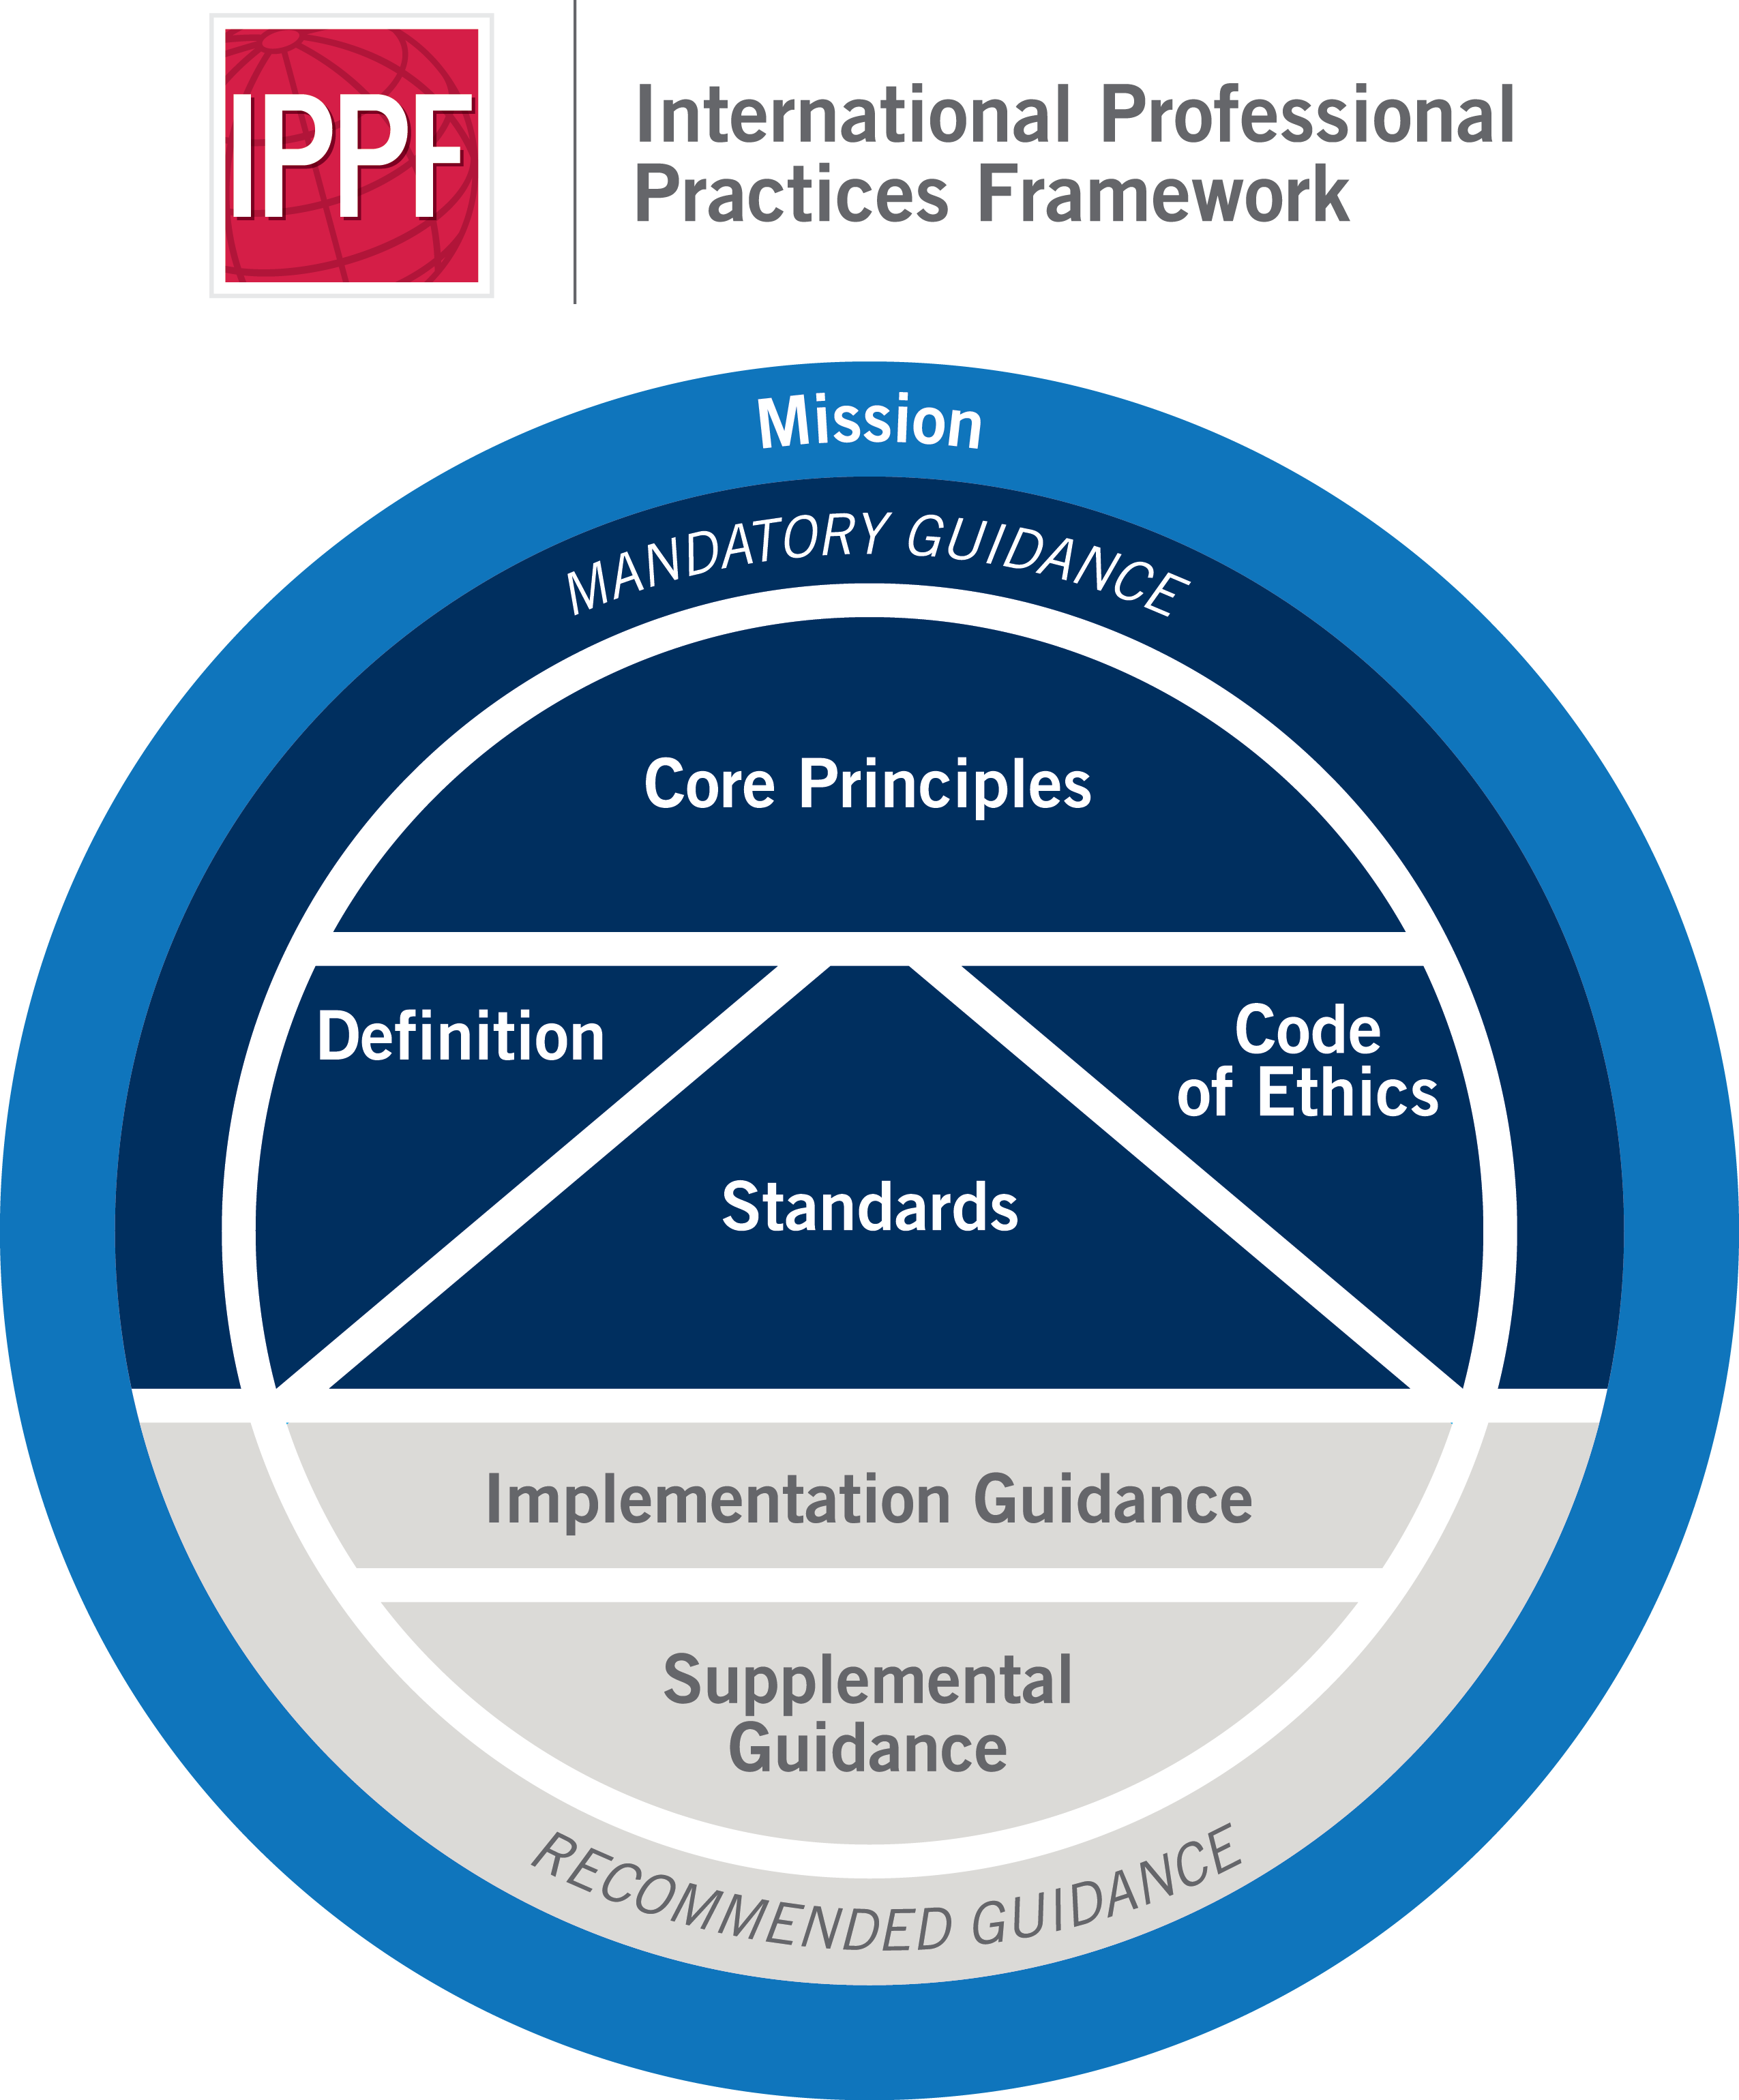 IPPF
International Professional
Practices Framework
Mission
MANDATORY GUIDANCE
Core Principles
Definition
Code
of Ethics
Standards
Implementation Guidance
Supplemental
Guidance
RECOMMENDED GUIDANCE